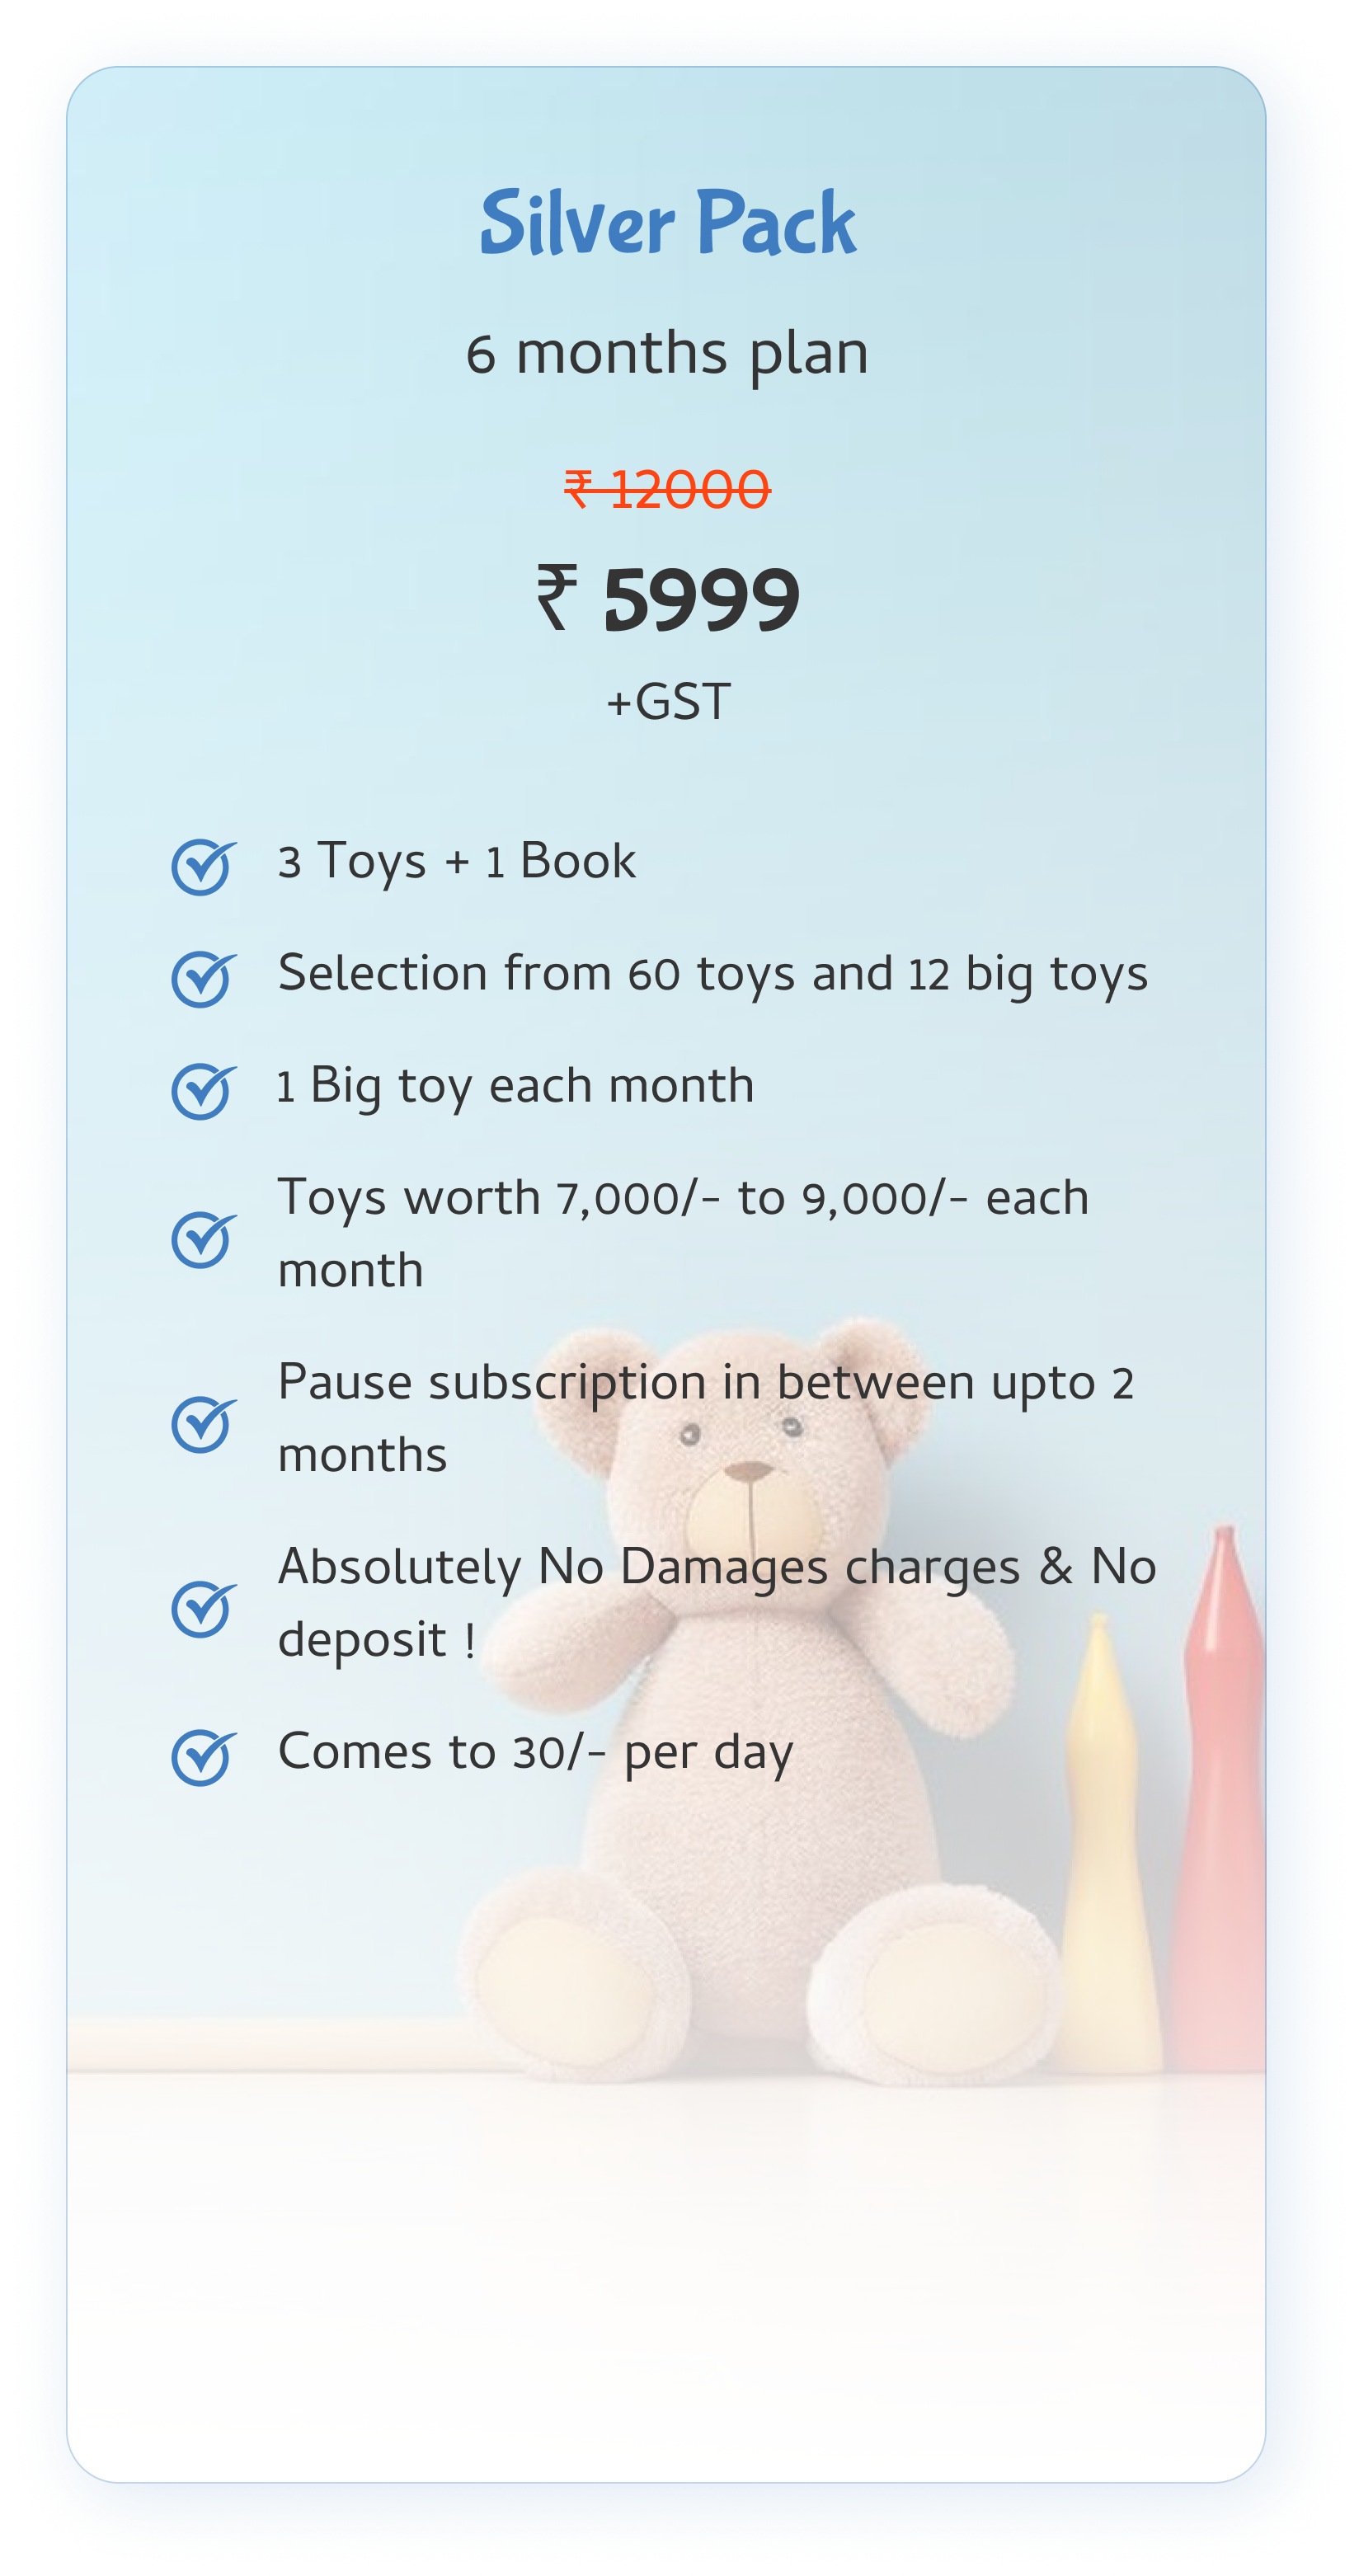 Silver Pack
6 months plan
₹ 12000
₹ 5999
+GST
3 Toys + 1 Book
Selection from 60 toys and 12 big toys
1 Big toy each month
Toys worth 7,000/- to 9,000/- each
month
Pause subscription in between upto 2
months
Absolutely No Damages charges & No
deposit !
Comes to 30/- per day